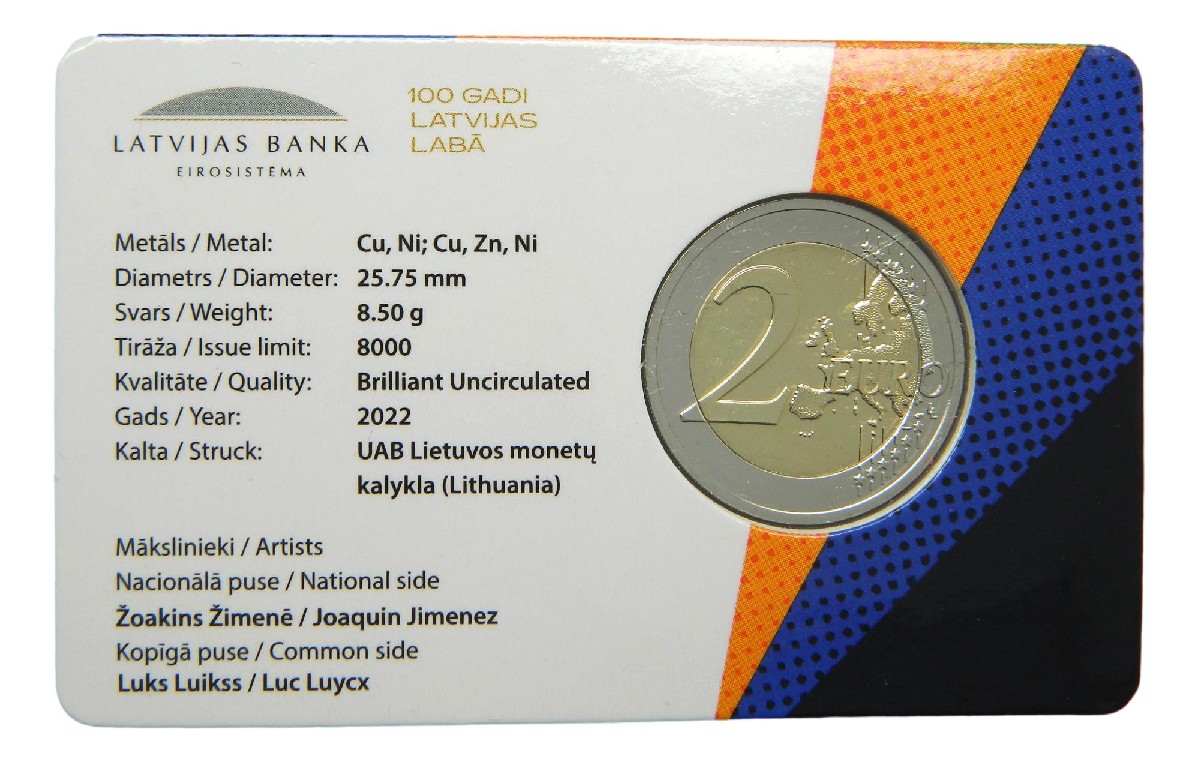 LATVIJAS BANKA
EIROSISTĒMA
100 GADI
LATVIJAS
LABĀ
Metāls / Metal: Cu, Ni; Cu, Zn, Ni
Diametrs / Diameter: 25.75 mm
Svars / Weight: 8.50 g
Tirāža / Issue limit: 8000
Kvalitāte / Quality: Brilliant Uncirculated
Gads / Year: 2022
Kalta / Struck: UAB Lietuvos monetų
kalykla (Lithuania)
Mākslinieki / Artists
Nacionālā puse / National side
Žoakins Žimenē / Joaquin Jimenez
Kopīgā puse / Common side
Luks Luikss / Luc Luycx
2 EURO
LL